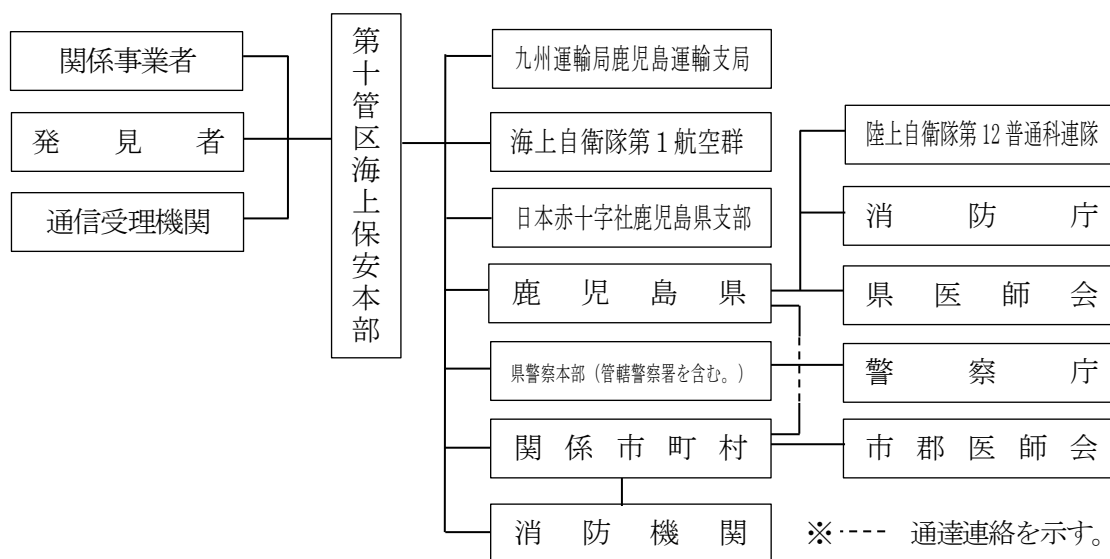 関係事業者
発見者
通信受理機関
第十管区海上保安本部
九州運輸局鹿児島運輸支局
海上自衛隊第1航空群
日本赤十字社鹿児島県支部
鹿児島県
県警察本部（管轄警察署を含む。）
関係市町村
消防機関
陸上自衛隊第12普通科連隊
消防庁
県医師会
警察庁
市郡医師会
※---- 通達連絡を示す。